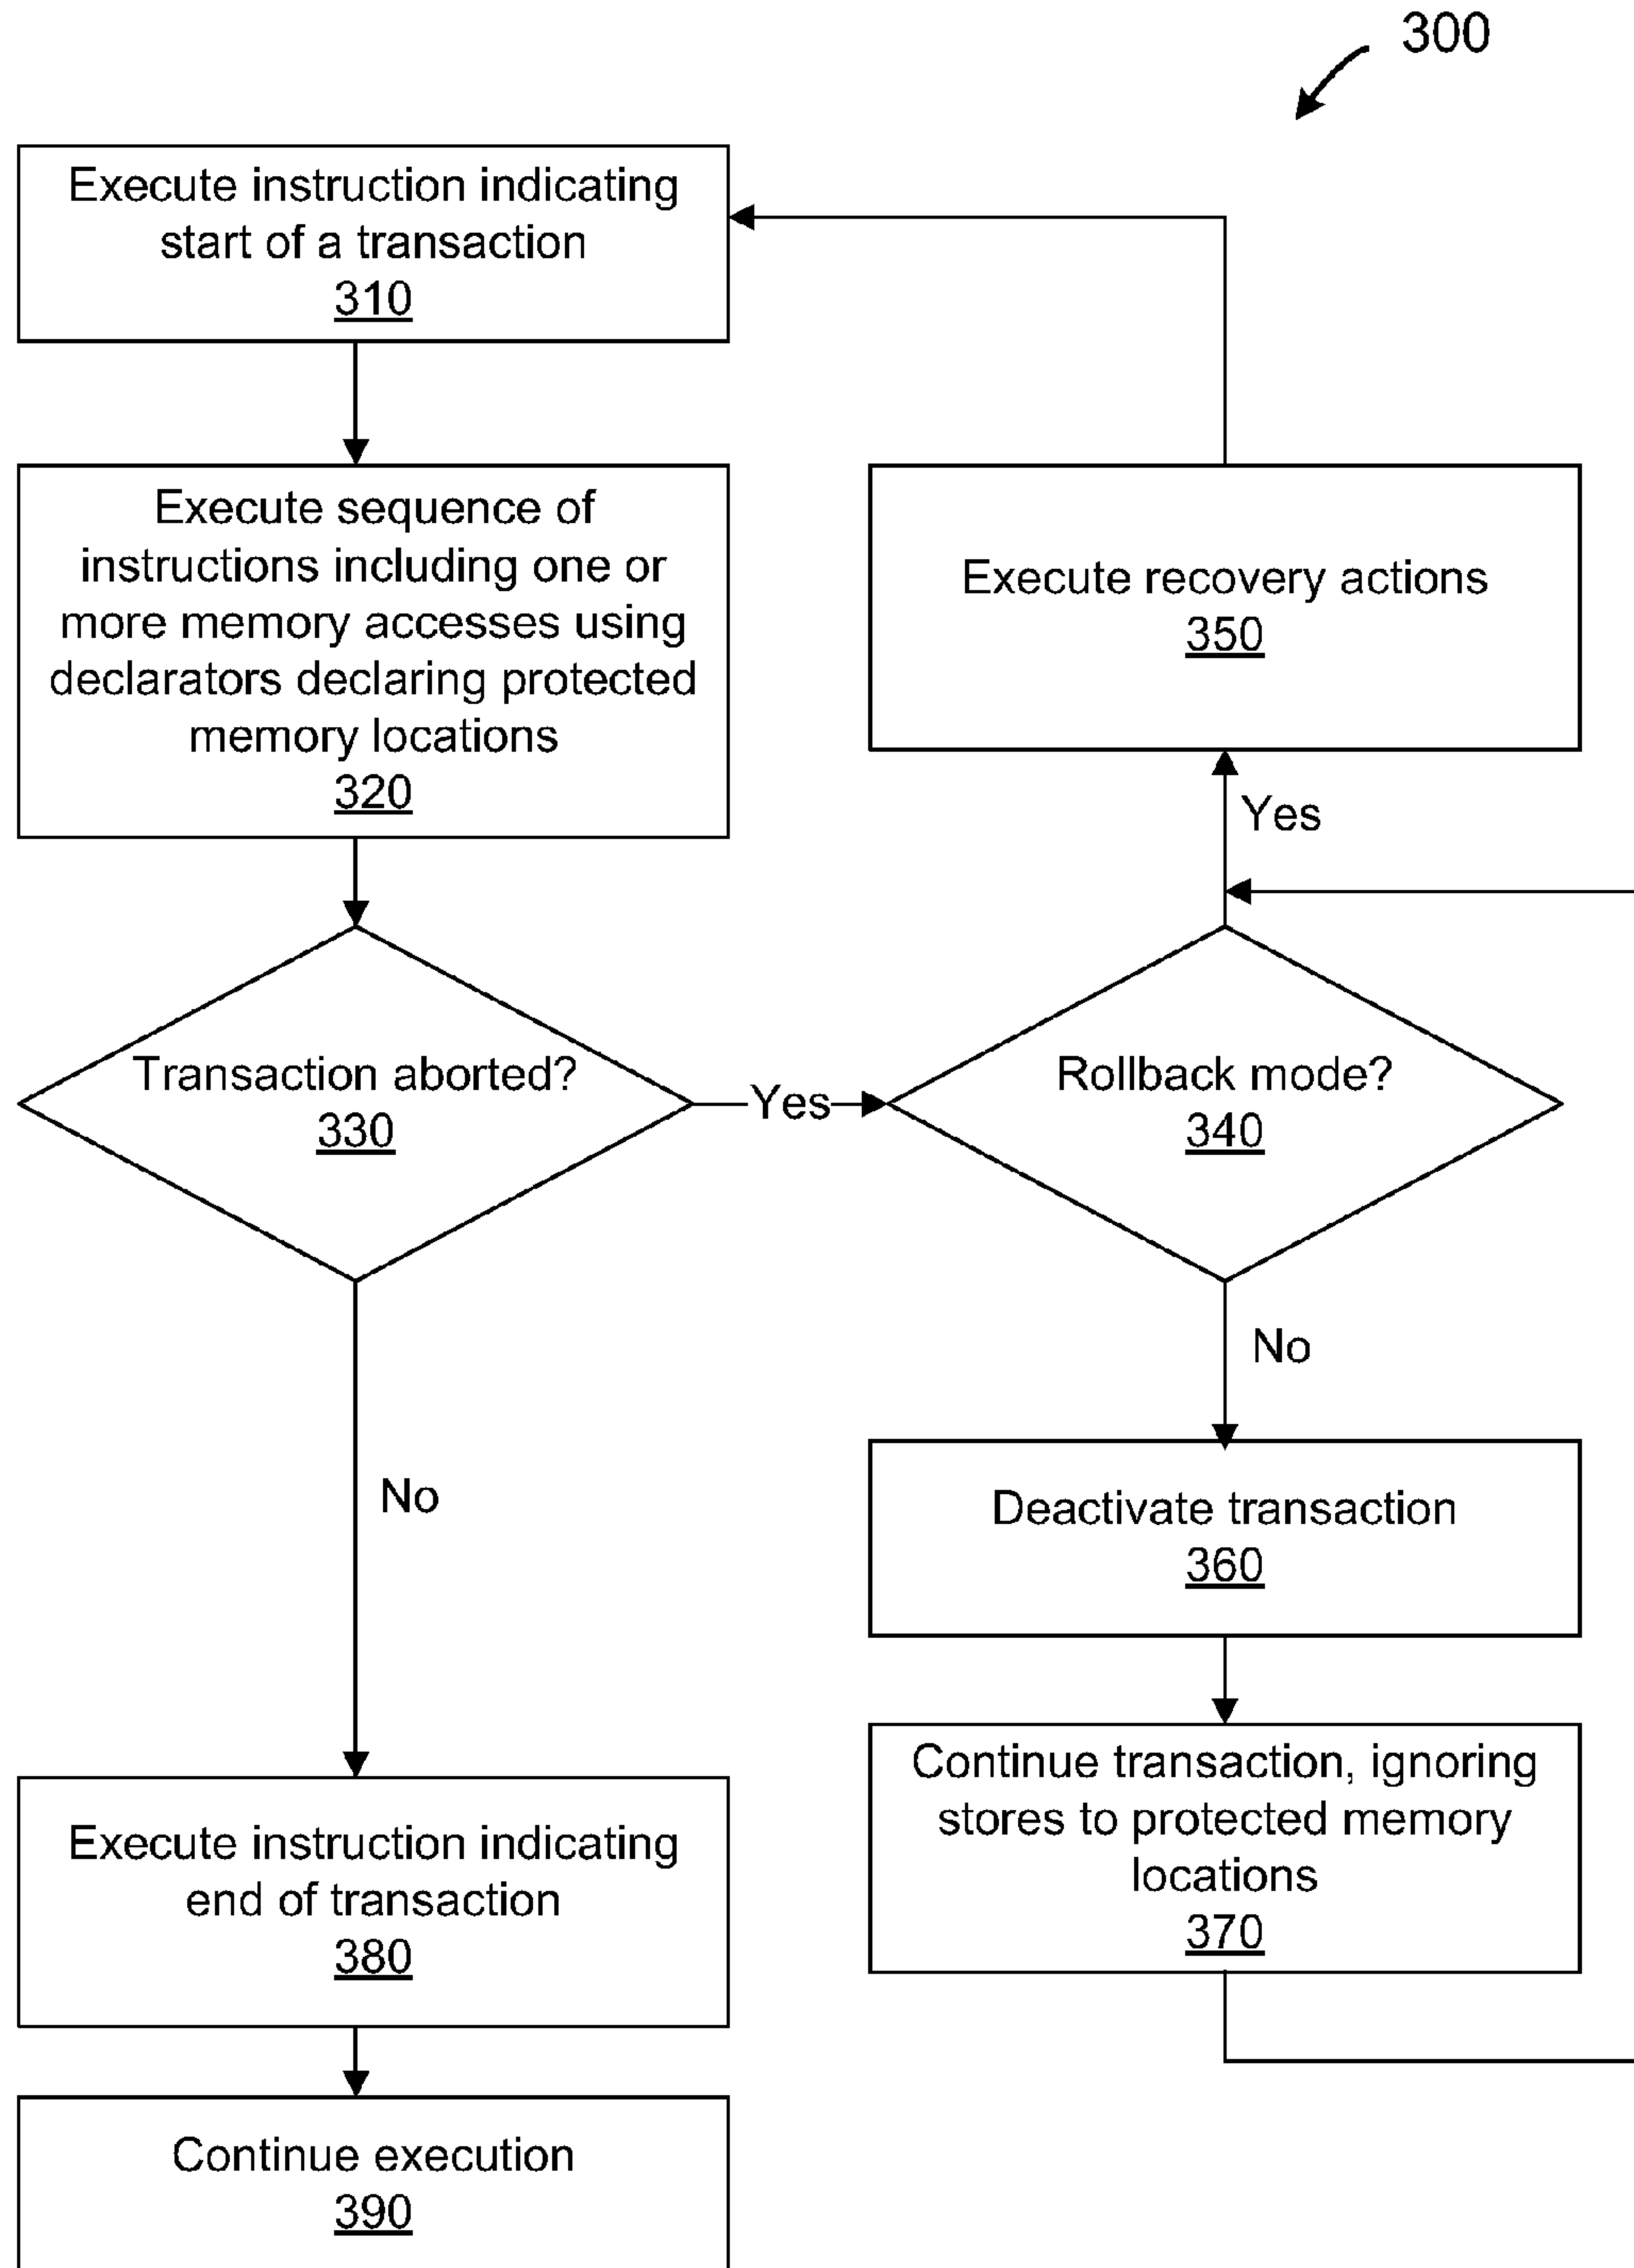 300
Execute instruction indicating
start of a transaction
310
Execute sequence of
instructions including one or
more memory accesses using
declarators declaring protected
memory locations
320
Execute recovery actions
350
Yes
Transaction aborted?
330
Yes
Rollback mode?
340
No
No
Deactivate transaction
360
Continue transaction, ignoring
stores to protected memory
locations
370
Execute instruction indicating
end of transaction
380
Continue execution
390